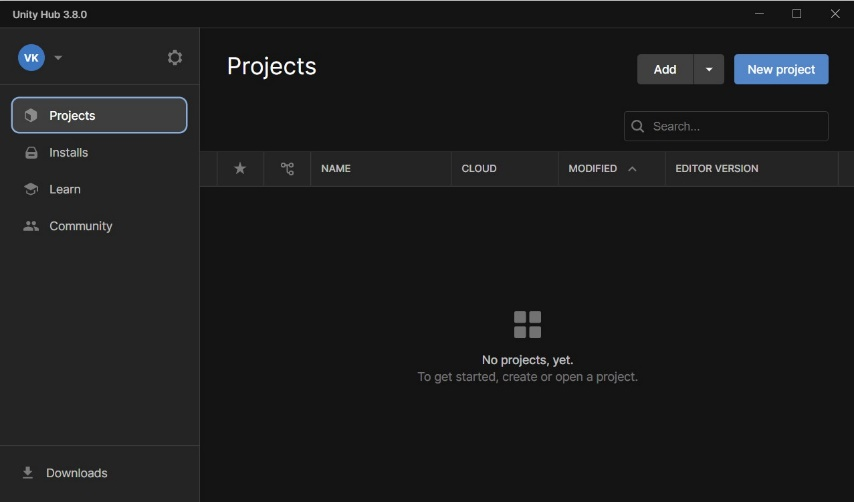 Unity Hub 3.8.0
VK
Projects
Installs
Learn
Community
Downloads
Projects
Add
New project
Search...
NAME
CLOUD
MODIFIED
EDITOR VERSION
No projects, yet.
To get started, create or open a project.